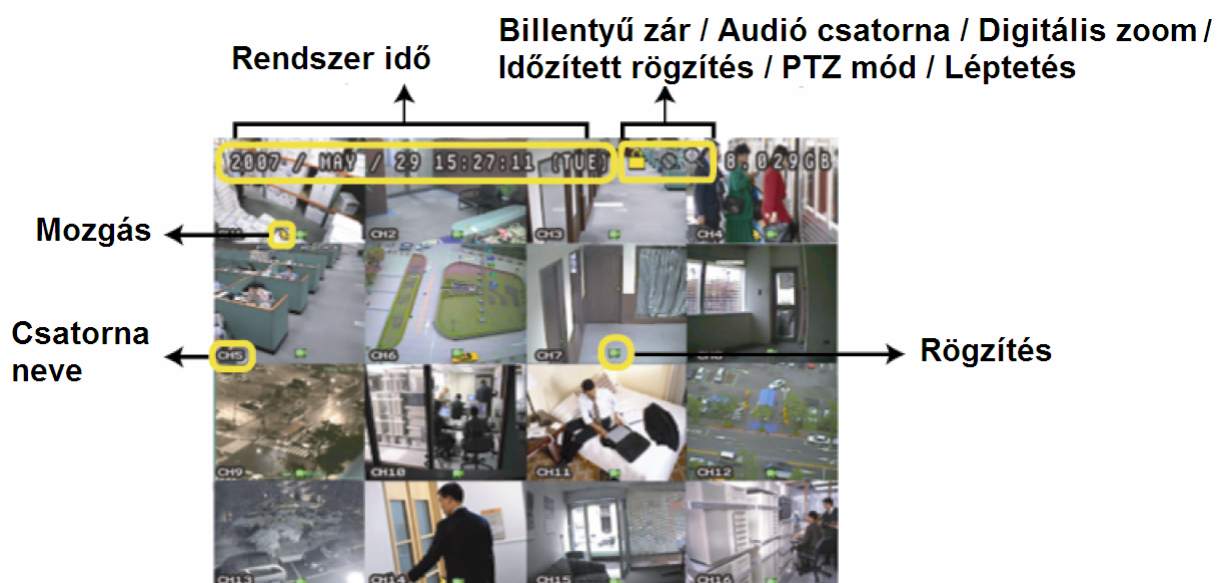 Billentyű zár / Audió csatorna / Digitális zoom /
Rendszer idő
Időzített rögzítés / PTZ mód / Léptetés
2007 / MAY / 29 15:27:11 (TUE) 8.029GB
Mozgás
CH2 CH3 CH4
Csatorna
neve
CH5 CH6 CH7
Rögzítés
CH9 CH10 CH11 CH12
CH13 CH14 CH15 CH16